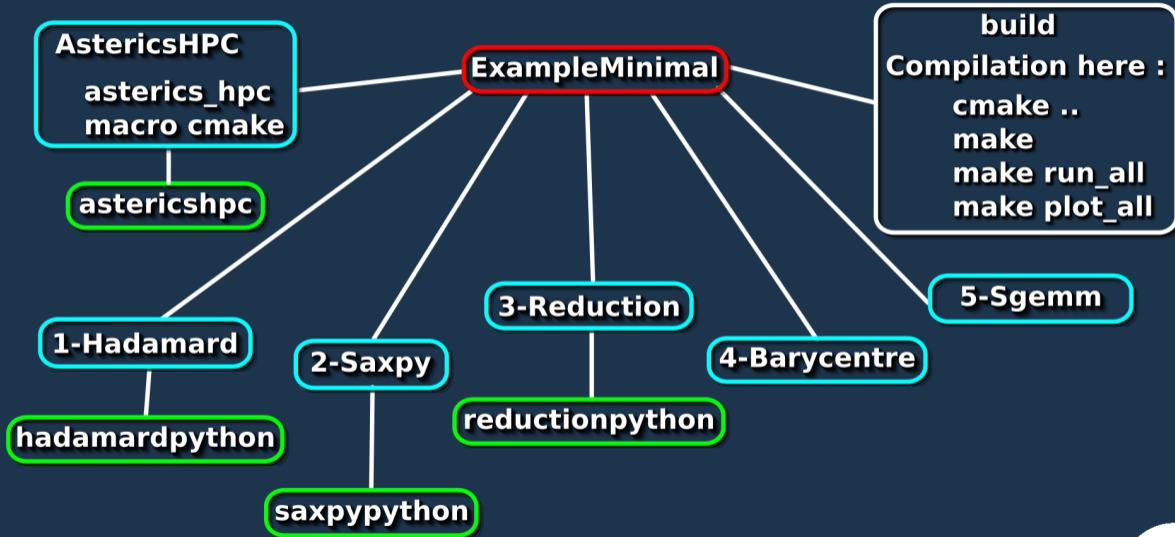 AstericsHPC
asterics_hpc
macro cmake
astericshpc
ExampleMinimal
build
Compilation here :
cmake ..
make
make run_all
make plot_all
1-Hadamard
hadamardpython
2-Saxpy
saxpypython
3-Reduction
reductionpython
4-Barycentre
5-Sgemm